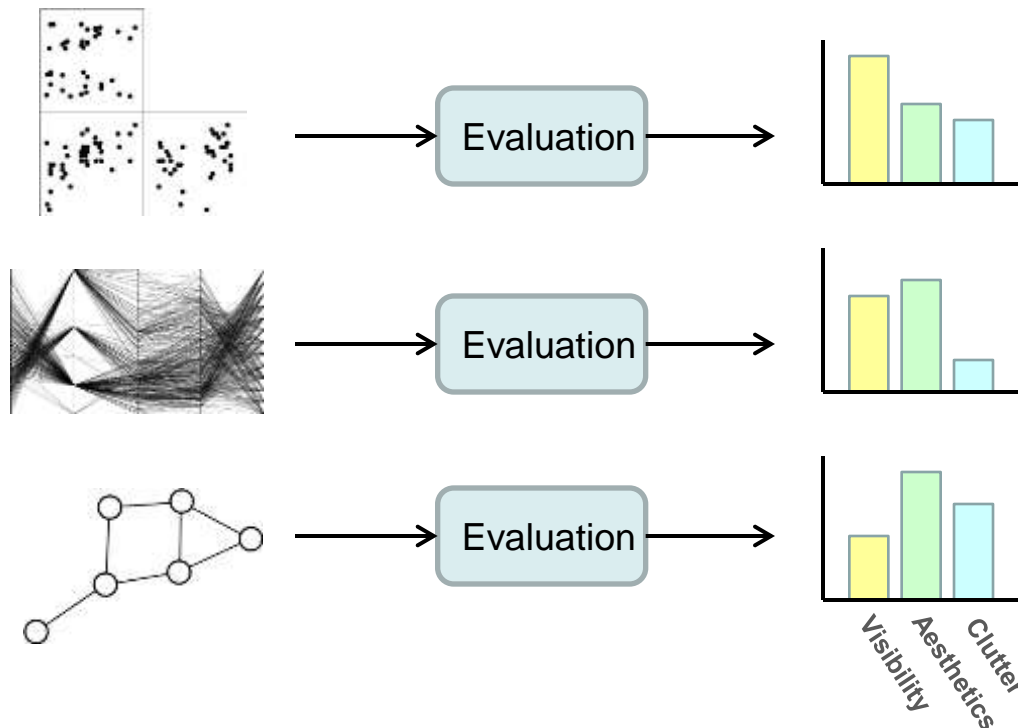 Evaluation
Evaluation
Evaluation
Visibility
Aesthetics
Clutter